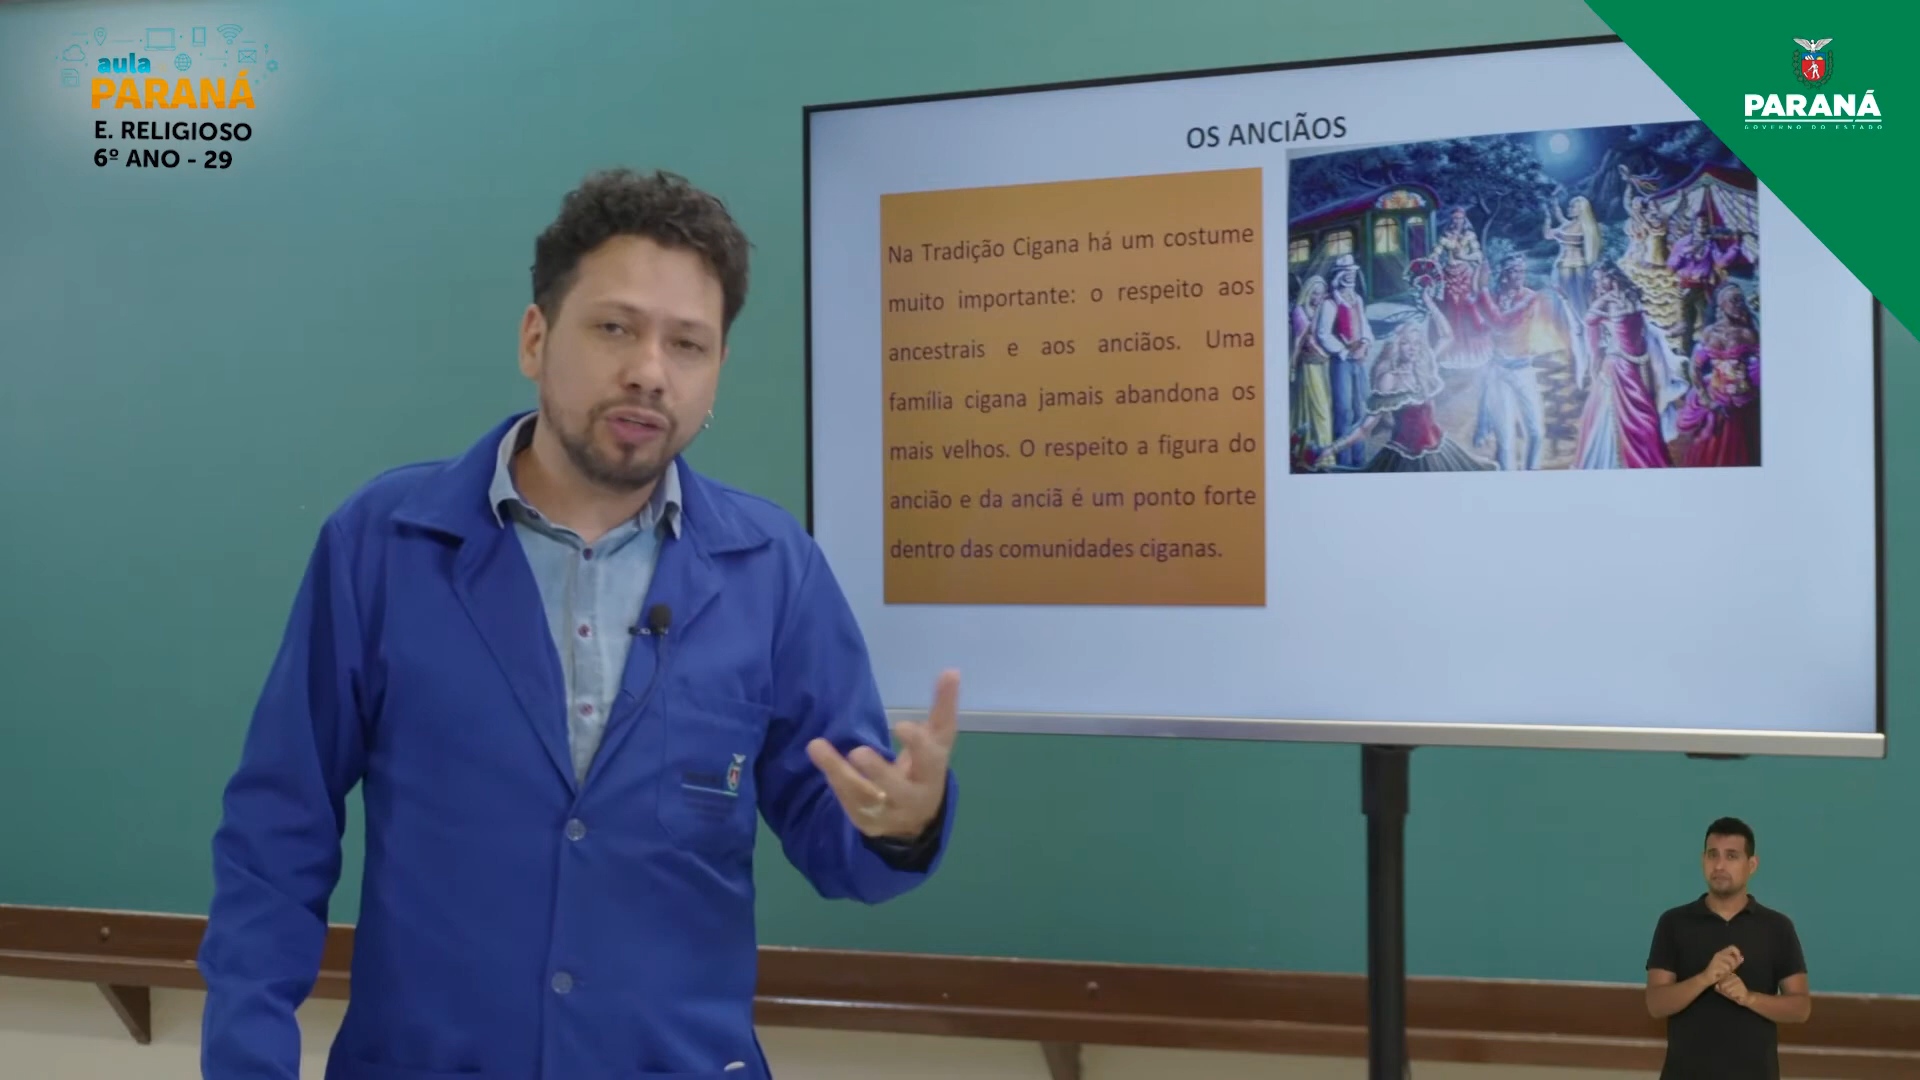 aula
PARANÁ
E. RELIGIOSO
6º ANO - 29
PARANÁ
GOVERNO DO ESTADO
OS ANCIÃOS
Na Tradição Cigana há um costume
muito importante: o respeito aos
ancestrais e aos anciãos. Uma
família cigana jamais abandona os
mais velhos. O respeito a figura do
ancião e da anciã é um ponto forte
dentro das comunidades ciganas.